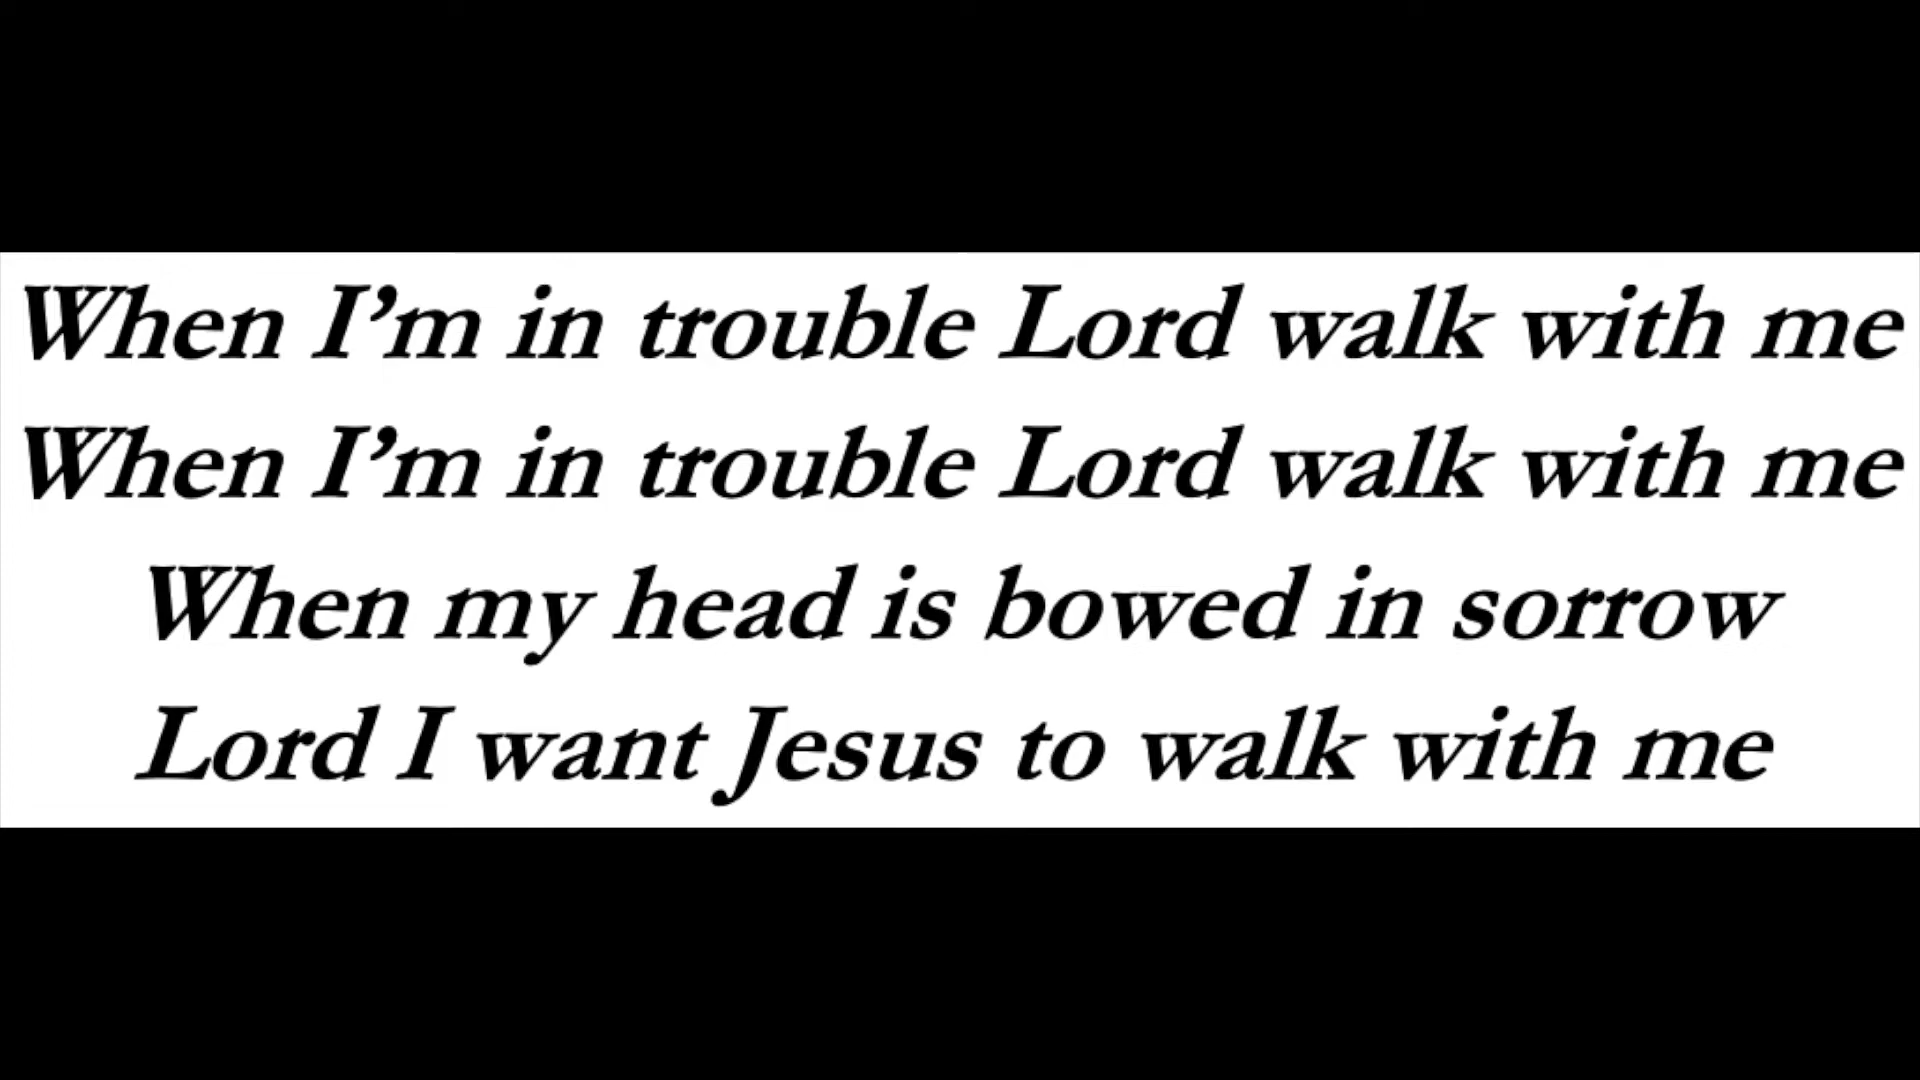 When I’m in trouble Lord walk with me
When I’m in trouble Lord walk with me
When my head is bowed in sorrow
Lord I want Jesus to walk with me